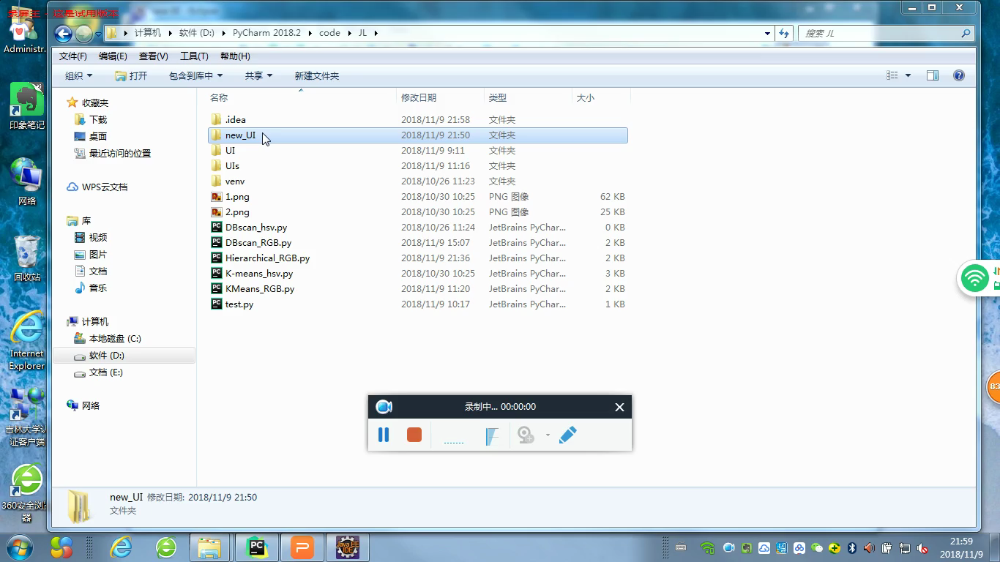 录屏王 - 这是试用版本
Administr...
印象笔记
网络
回收站
Internet
Explorer
吉林大学认
证客户端
360安全浏览
器
计算机 软件 (D:) PyCharm 2018.2 code JL
搜索 JL
文件(F) 编辑(E) 查看(V) 工具(T) 帮助(H)
组织 打开 包含到库中 共享 新建文件夹
收藏夹
下载
桌面
最近访问的位置
WPS云文档
库
视频
图片
文档
音乐
计算机
本地磁盘 (C:)
软件 (D:)
文档 (E:)
网络
名称 修改日期 类型 大小
.idea 2018/11/9 21:58 文件夹
new_UI 2018/11/9 21:50 文件夹
UI 2018/11/9 9:11 文件夹
UIs 2018/11/9 11:16 文件夹
venv 2018/10/26 11:23 文件夹
1.png 2018/10/30 10:25 PNG 图像 62 KB
2.png 2018/10/30 10:25 PNG 图像 25 KB
DBscan_hsv.py 2018/10/26 11:24 JetBrains PyChar... 0 KB
DBscan_RGB.py 2018/11/9 15:07 JetBrains PyChar... 2 KB
Hierarchical_RGB.py 2018/11/9 21:36 JetBrains PyChar... 2 KB
K-means_hsv.py 2018/10/30 10:25 JetBrains PyChar... 3 KB
KMeans_RGB.py 2018/11/9 11:20 JetBrains PyChar... 2 KB
test.py 2018/11/9 10:17 JetBrains PyChar... 1 KB
录制中... 00:00:00
83
new_UI 修改日期: 2018/11/9 21:50
文件夹
PC
P
Java EE
IDE
21:59
2018/11/9